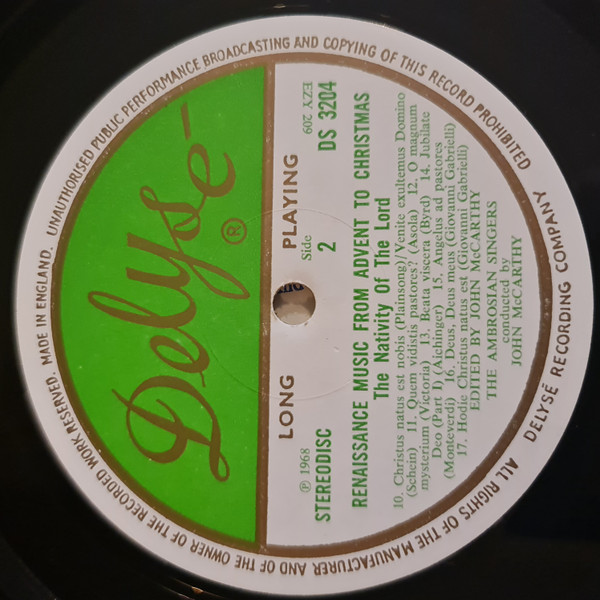 Delysé
®
LONG PLAYING
℗ 1968
Side
EZY 209
STEREODISC
2
DS 3204
RENAISSANCE MUSIC FROM ADVENT TO CHRISTMAS
The Nativity Of The Lord
10. Christus natus est nobis (Plainsong)/Venite exultemus Domino
(Schein) 11. Quem vidistis pastores? (Asola) 12. O magnum
mysterium (Victoria) 13. Beata viscera (Byrd) 14. Jubilate
Deo (Part I) (Aichinger) 15. Angelus ad pastores
(Monteverdi) 16. Deus, Deus meus (Giovanni Gabrielli)
17. Hodie Christus natus est (Giovanni Gabrielli)
EDITED BY JOHN McCARTHY
THE AMBROSIAN SINGERS
conducted by
JOHN McCARTHY
ALL RIGHTS OF THE MANUFACTURER AND OF THE OWNER OF THE RECORDED WORK RESERVED. MADE IN ENGLAND. UNAUTHORISED PUBLIC PERFORMANCE BROADCASTING AND COPYING OF THIS RECORD PROHIBITED
DELYSÉ RECORDING COMPANY